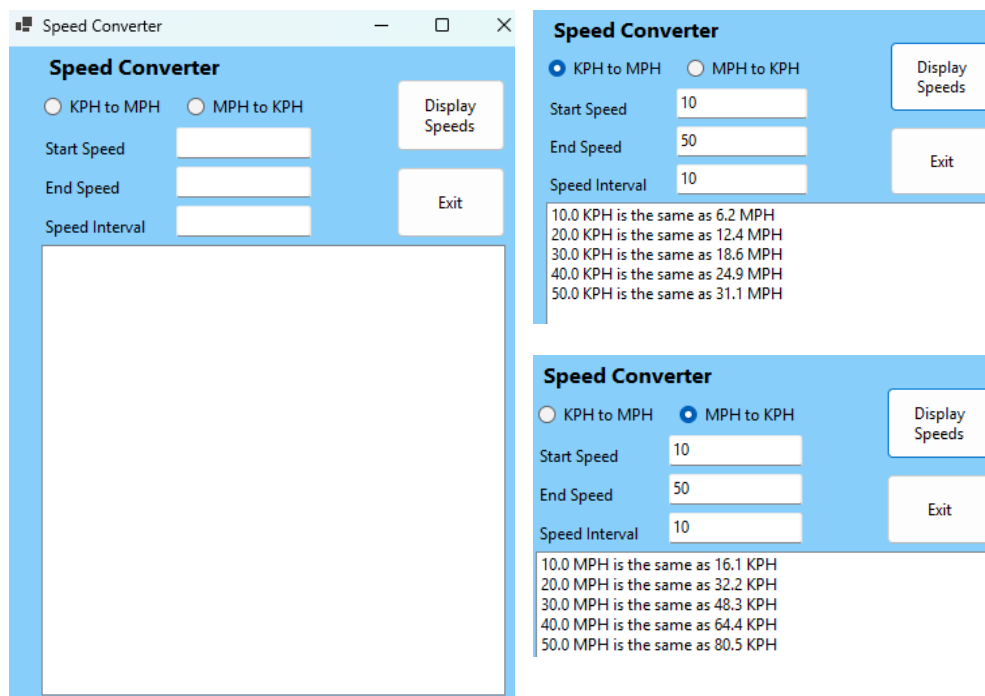 Speed Converter
Speed Converter
KPH to MPH MPH to KPH
Display
Speeds
Start Speed
End Speed
Exit
Speed Interval
Speed Converter
KPH to MPH MPH to KPH
Display
Speeds
Start Speed 10
End Speed 50
Exit
Speed Interval 10
10.0 KPH is the same as 6.2 MPH
20.0 KPH is the same as 12.4 MPH
30.0 KPH is the same as 18.6 MPH
40.0 KPH is the same as 24.9 MPH
50.0 KPH is the same as 31.1 MPH
Speed Converter
KPH to MPH MPH to KPH
Display
Speeds
Start Speed 10
End Speed 50
Exit
Speed Interval 10
10.0 MPH is the same as 16.1 KPH
20.0 MPH is the same as 32.2 KPH
30.0 MPH is the same as 48.3 KPH
40.0 MPH is the same as 64.4 KPH
50.0 MPH is the same as 80.5 KPH